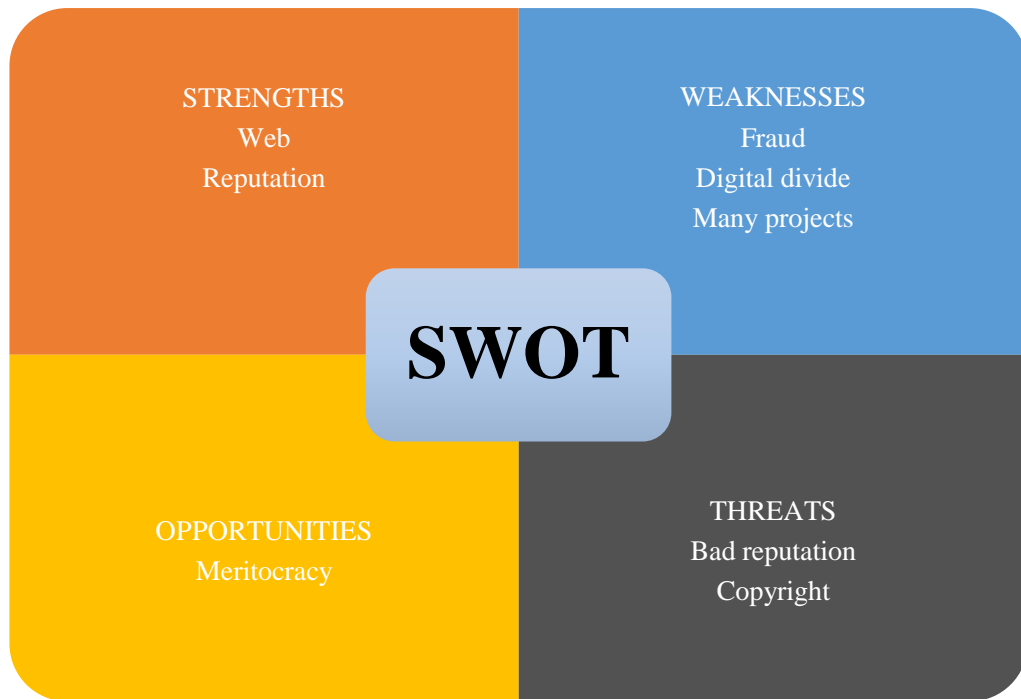 STRENGTHS
Web
Reputation
WEAKNESSES
Fraud
Digital divide
Many projects
SWOT
OPPORTUNITIES
Meritocracy
THREATS
Bad reputation
Copyright